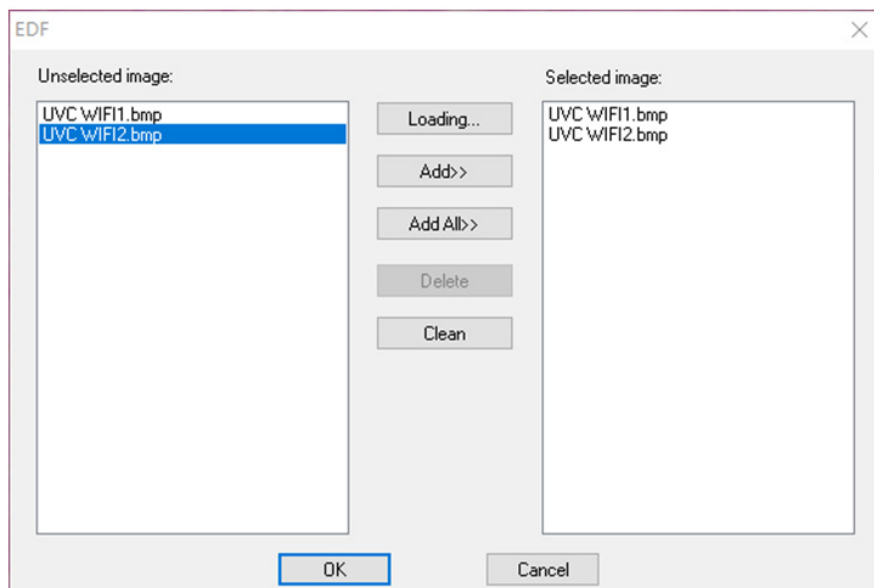 EDF
Unselected image:
UVC WIFI1.bmp
UVC WIFI2.bmp
Loading...
Add>>
Add All>>
Delete
Clean
Selected image:
UVC WIFI1.bmp
UVC WIFI2.bmp
OK
Cancel